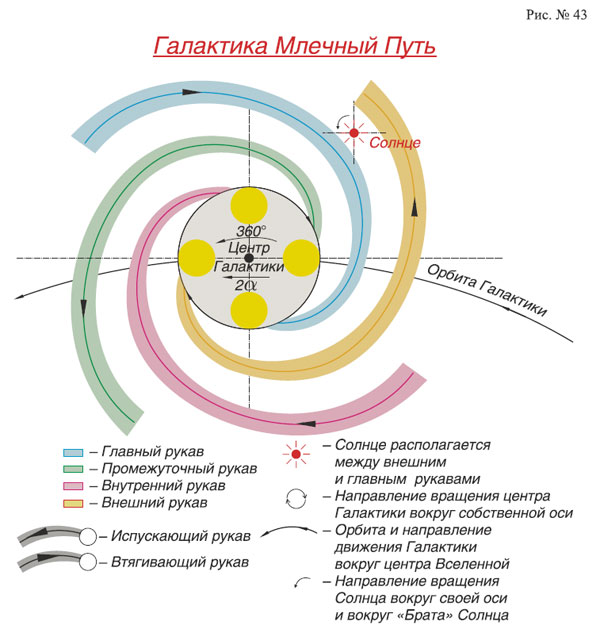 Рис. № 43
Галактика Млечный Путь
Солнце
360°
Центр
Галактики
2α
Орбита Галактики
– Главный рукав
– Промежуточный рукав
– Внутренний рукав
– Внешний рукав
– Испускающий рукав
– Втягивающий рукав
– Солнце располагается
между внешним
и главным рукавами
– Направление вращения центра
Галактики вокруг собственной оси
– Орбита и направление
движения Галактики
вокруг центра Вселенной
– Направление вращения
Солнца вокруг своей оси
и вокруг «Брата» Солнца